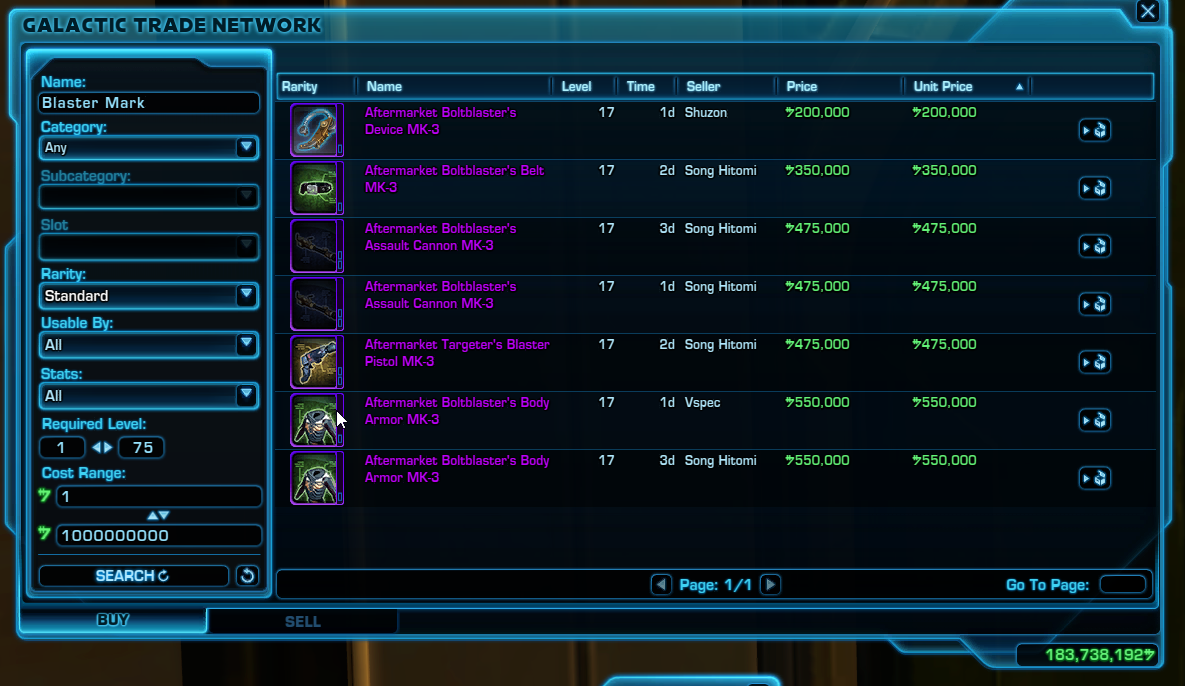 GALACTIC TRADE NETWORK
Name:
Blaster Mark
Category:
Any
Subcategory:
Slot
Rarity:
Standard
Usable By:
All
Stats:
All
Required Level:
1 75
Cost Range:
1
1000000000
SEARCH
Rarity Name Level Time Seller Price Unit Price
Aftermarket Boltblaster's 17 1d Shuzon 200,000 200,000
Device MK-3
Aftermarket Boltblaster's Belt 17 2d Song Hitomi 350,000 350,000
MK-3
Aftermarket Boltblaster's 17 3d Song Hitomi 475,000 475,000
Assault Cannon MK-3
Aftermarket Boltblaster's 17 1d Song Hitomi 475,000 475,000
Assault Cannon MK-3
Aftermarket Targeter's Blaster 17 2d Song Hitomi 475,000 475,000
Pistol MK-3
Aftermarket Boltblaster's Body 17 1d Vspec 550,000 550,000
Armor MK-3
Aftermarket Boltblaster's Body 17 3d Song Hitomi 550,000 550,000
Armor MK-3
Page: 1/1 Go To Page:
BUY SELL
183,738,192